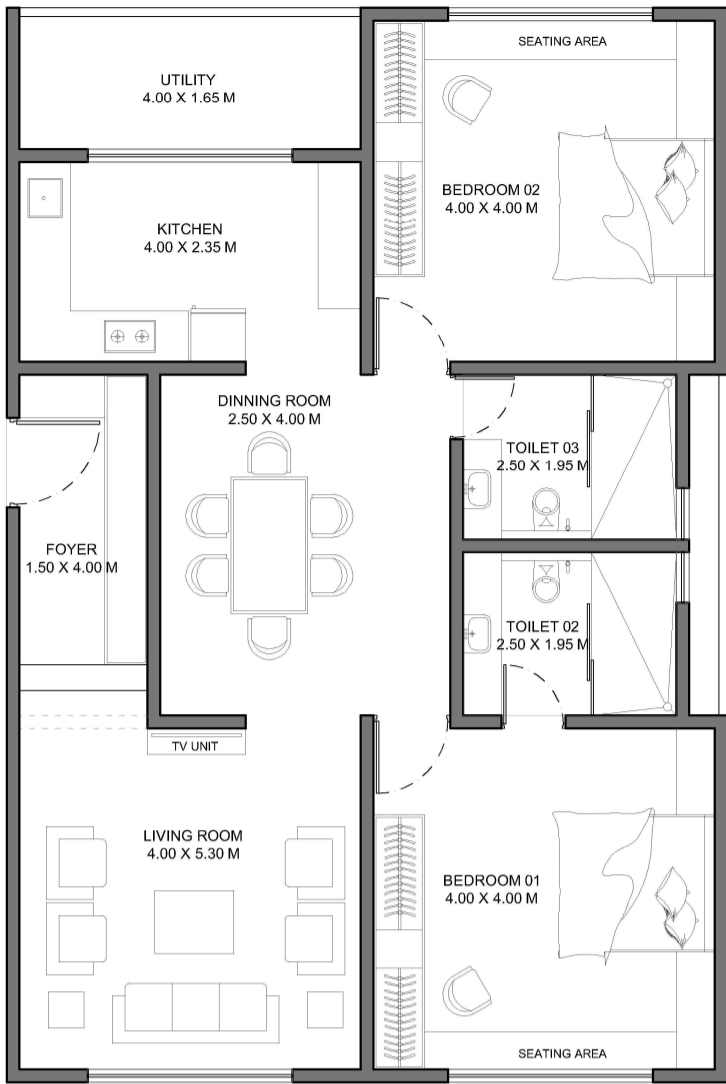 SEATING AREA
UTILITY
4.00 X 1.65 M
BEDROOM 02
4.00 X 4.00 M
KITCHEN
4.00 X 2.35 M
DINNING ROOM
2.50 X 4.00 M
TOILET 03
2.50 X 1.95 M
FOYER
1.50 X 4.00 M
TOILET 02
2.50 X 1.95 M
TV UNIT
LIVING ROOM
4.00 X 5.30 M
BEDROOM 01
4.00 X 4.00 M
SEATING AREA